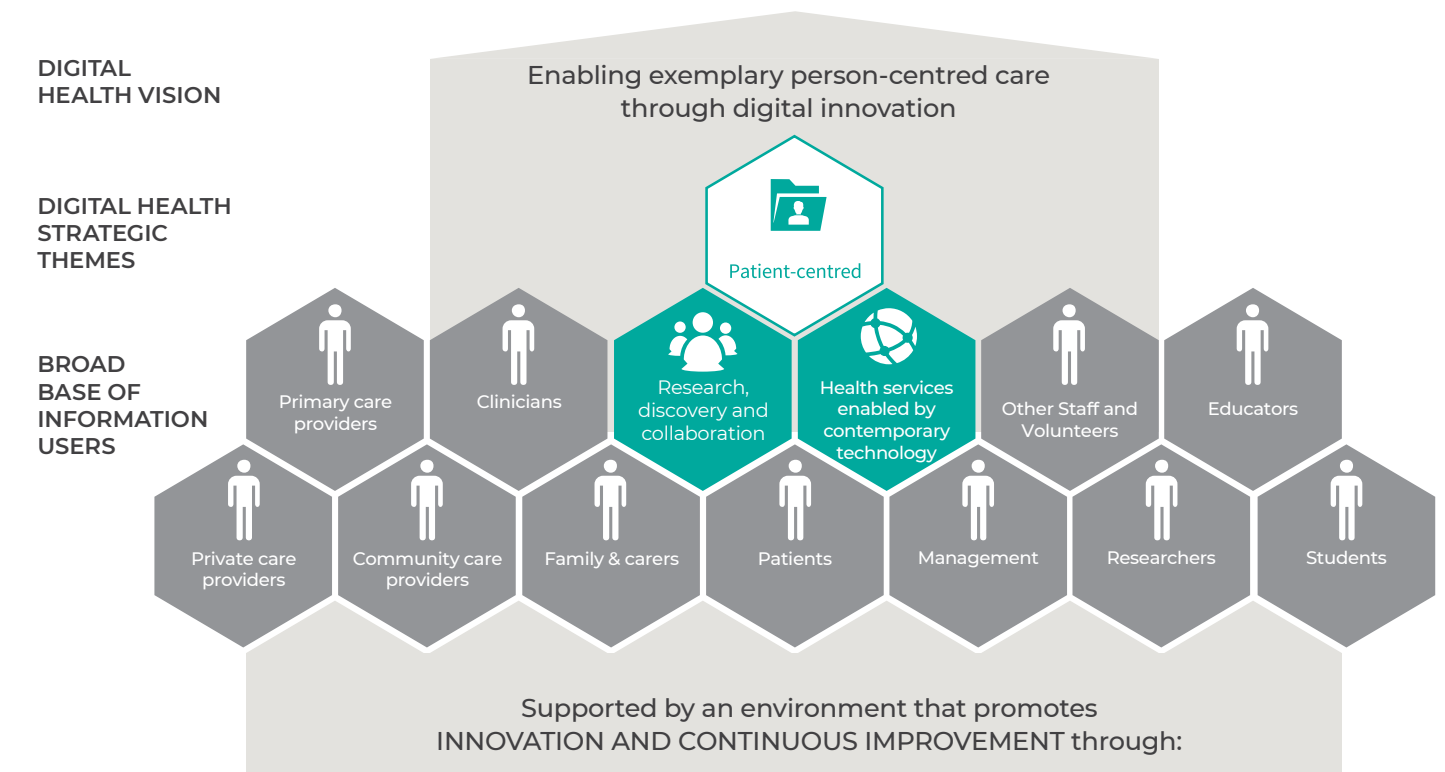 DIGITAL
HEALTH VISION
Enabling exemplary person-centred care
through digital innovation
DIGITAL HEALTH
STRATEGIC
THEMES
Patient-centred
BROAD
BASE OF
INFORMATION
USERS
Primary care
providers
Clinicians
Research,
discovery and
collaboration
Health services
enabled by
contemporary
technology
Other Staff and
Volunteers
Educators
Private care
providers
Community care
providers
Family & carers
Patients
Management
Researchers
Students
Supported by an environment that promotes
INNOVATION AND CONTINUOUS IMPROVEMENT through: